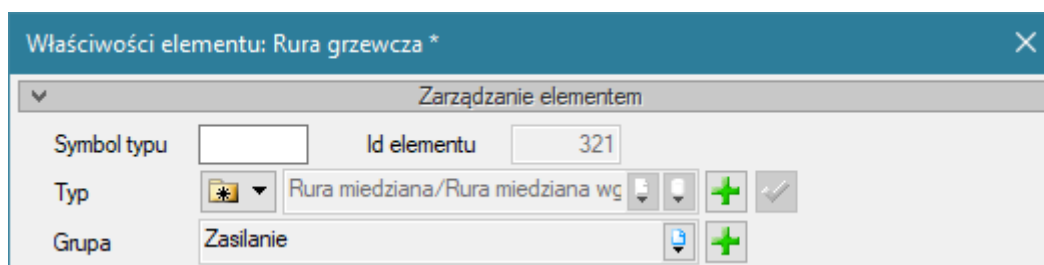 Właściwości elementu: Rura grzewcza *
Zarządzanie elementem
Symbol typu Id elementu 321
Typ Rura miedziana/Rura miedziana wg
Grupa Zasilanie